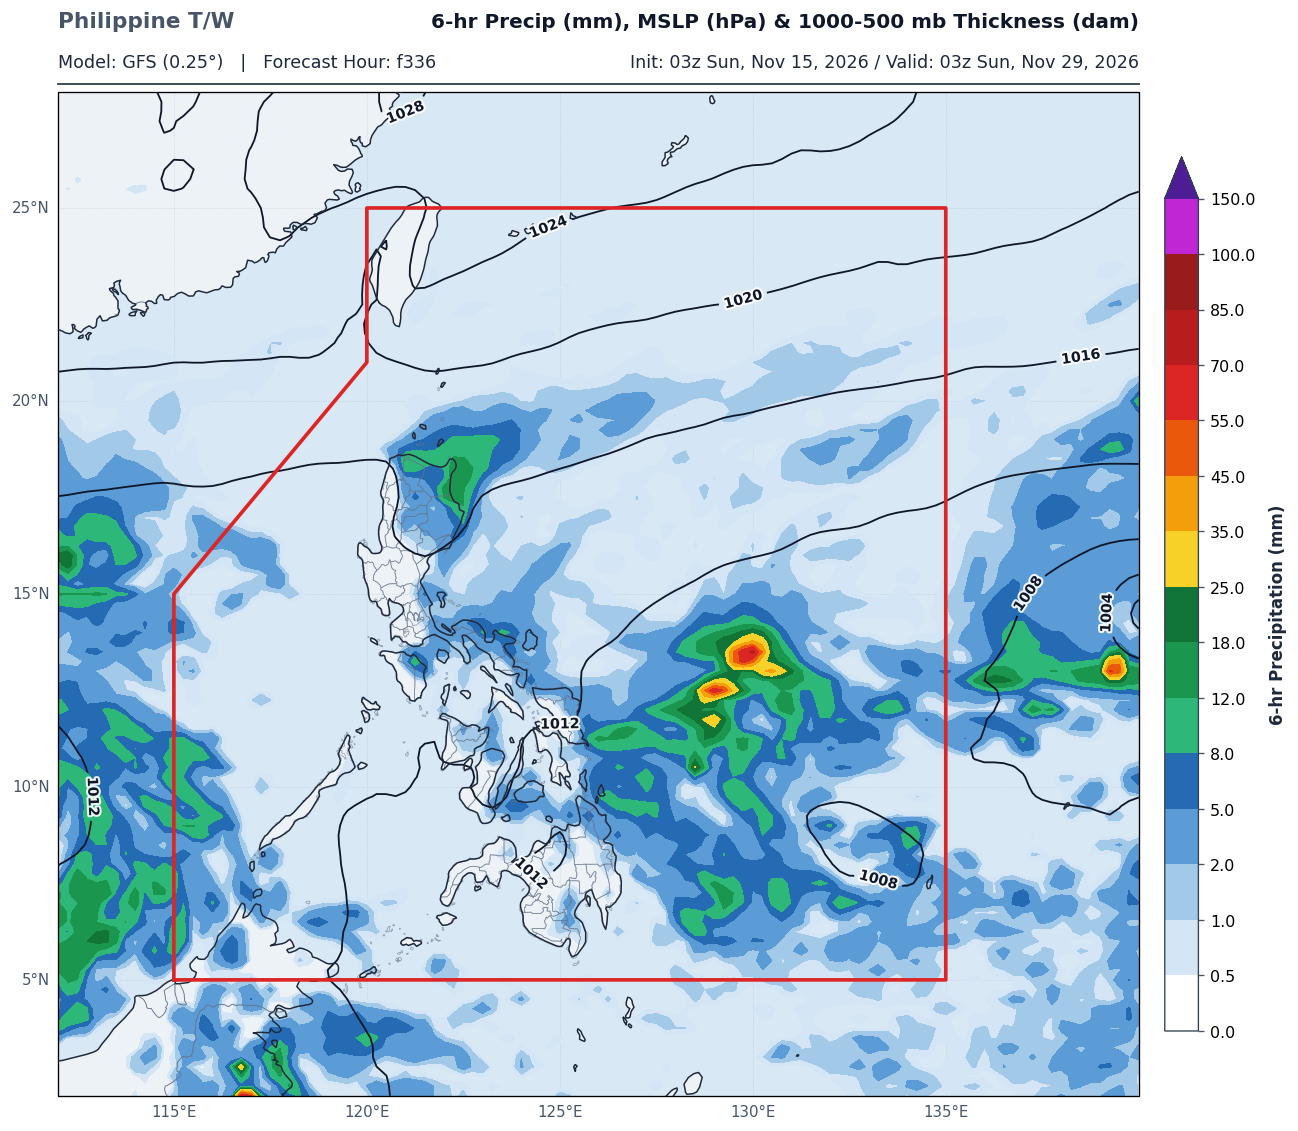 Philippine T/W
6-hr Precip (mm), MSLP (hPa) & 1000-500 mb Thickness (dam)
Model: GFS (0.25°) | Forecast Hour: f336
Init: 03z Sun, Nov 15, 2026 / Valid: 03z Sun, Nov 29, 2026
1028
1024
1020
1016
1008
1004
1012
1012
1012
1008
25°N
20°N
15°N
10°N
5°N
115°E
120°E
125°E
130°E
135°E
150.0
100.0
85.0
70.0
55.0
45.0
35.0
25.0
18.0
12.0
8.0
5.0
2.0
1.0
0.5
0.0
6-hr Precipitation (mm)